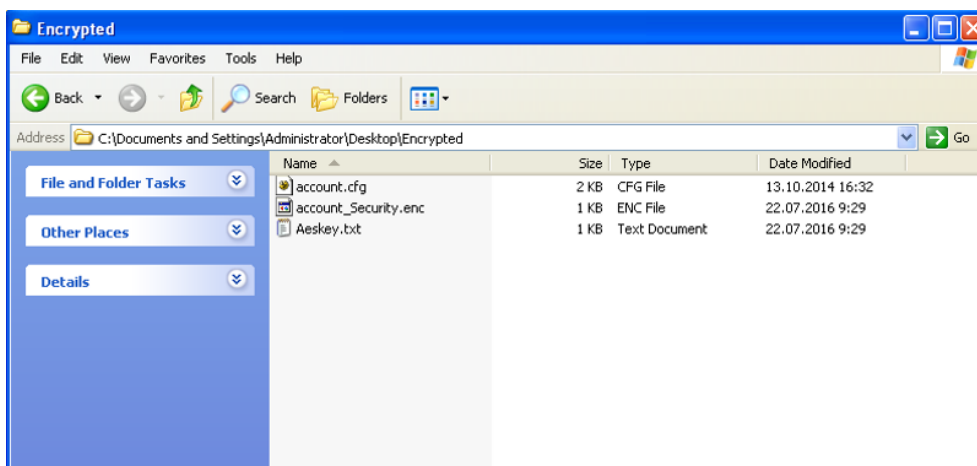 Encrypted
File Edit View Favorites Tools Help
Back Search Folders
Address C:\Documents and Settings\Administrator\Desktop\Encrypted Go
File and Folder Tasks
Other Places
Details
Name Size Type Date Modified
account.cfg 2 KB CFG File 13.10.2014 16:32
account_Security.enc 1 KB ENC File 22.07.2016 9:29
Aeskey.txt 1 KB Text Document 22.07.2016 9:29